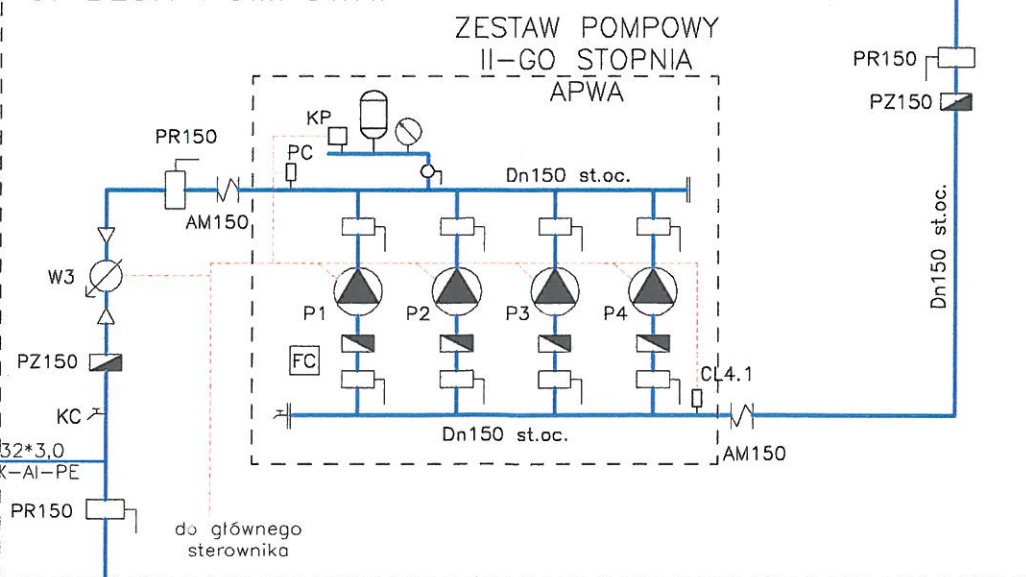 ZESTAW POMPOWY
II-GO STOPNIA
APWA
PR150
PZ150
KP
PR150
PC
Dn150 st.oc.
AM150
Dn150 st.oc.
W3
P1
P2
P3
P4
PZ150
FC
CL4.1
KC
Dn150 st.oc.
AM150
32*3,0
K-Al-PE
PR150
do głównego
sterownika